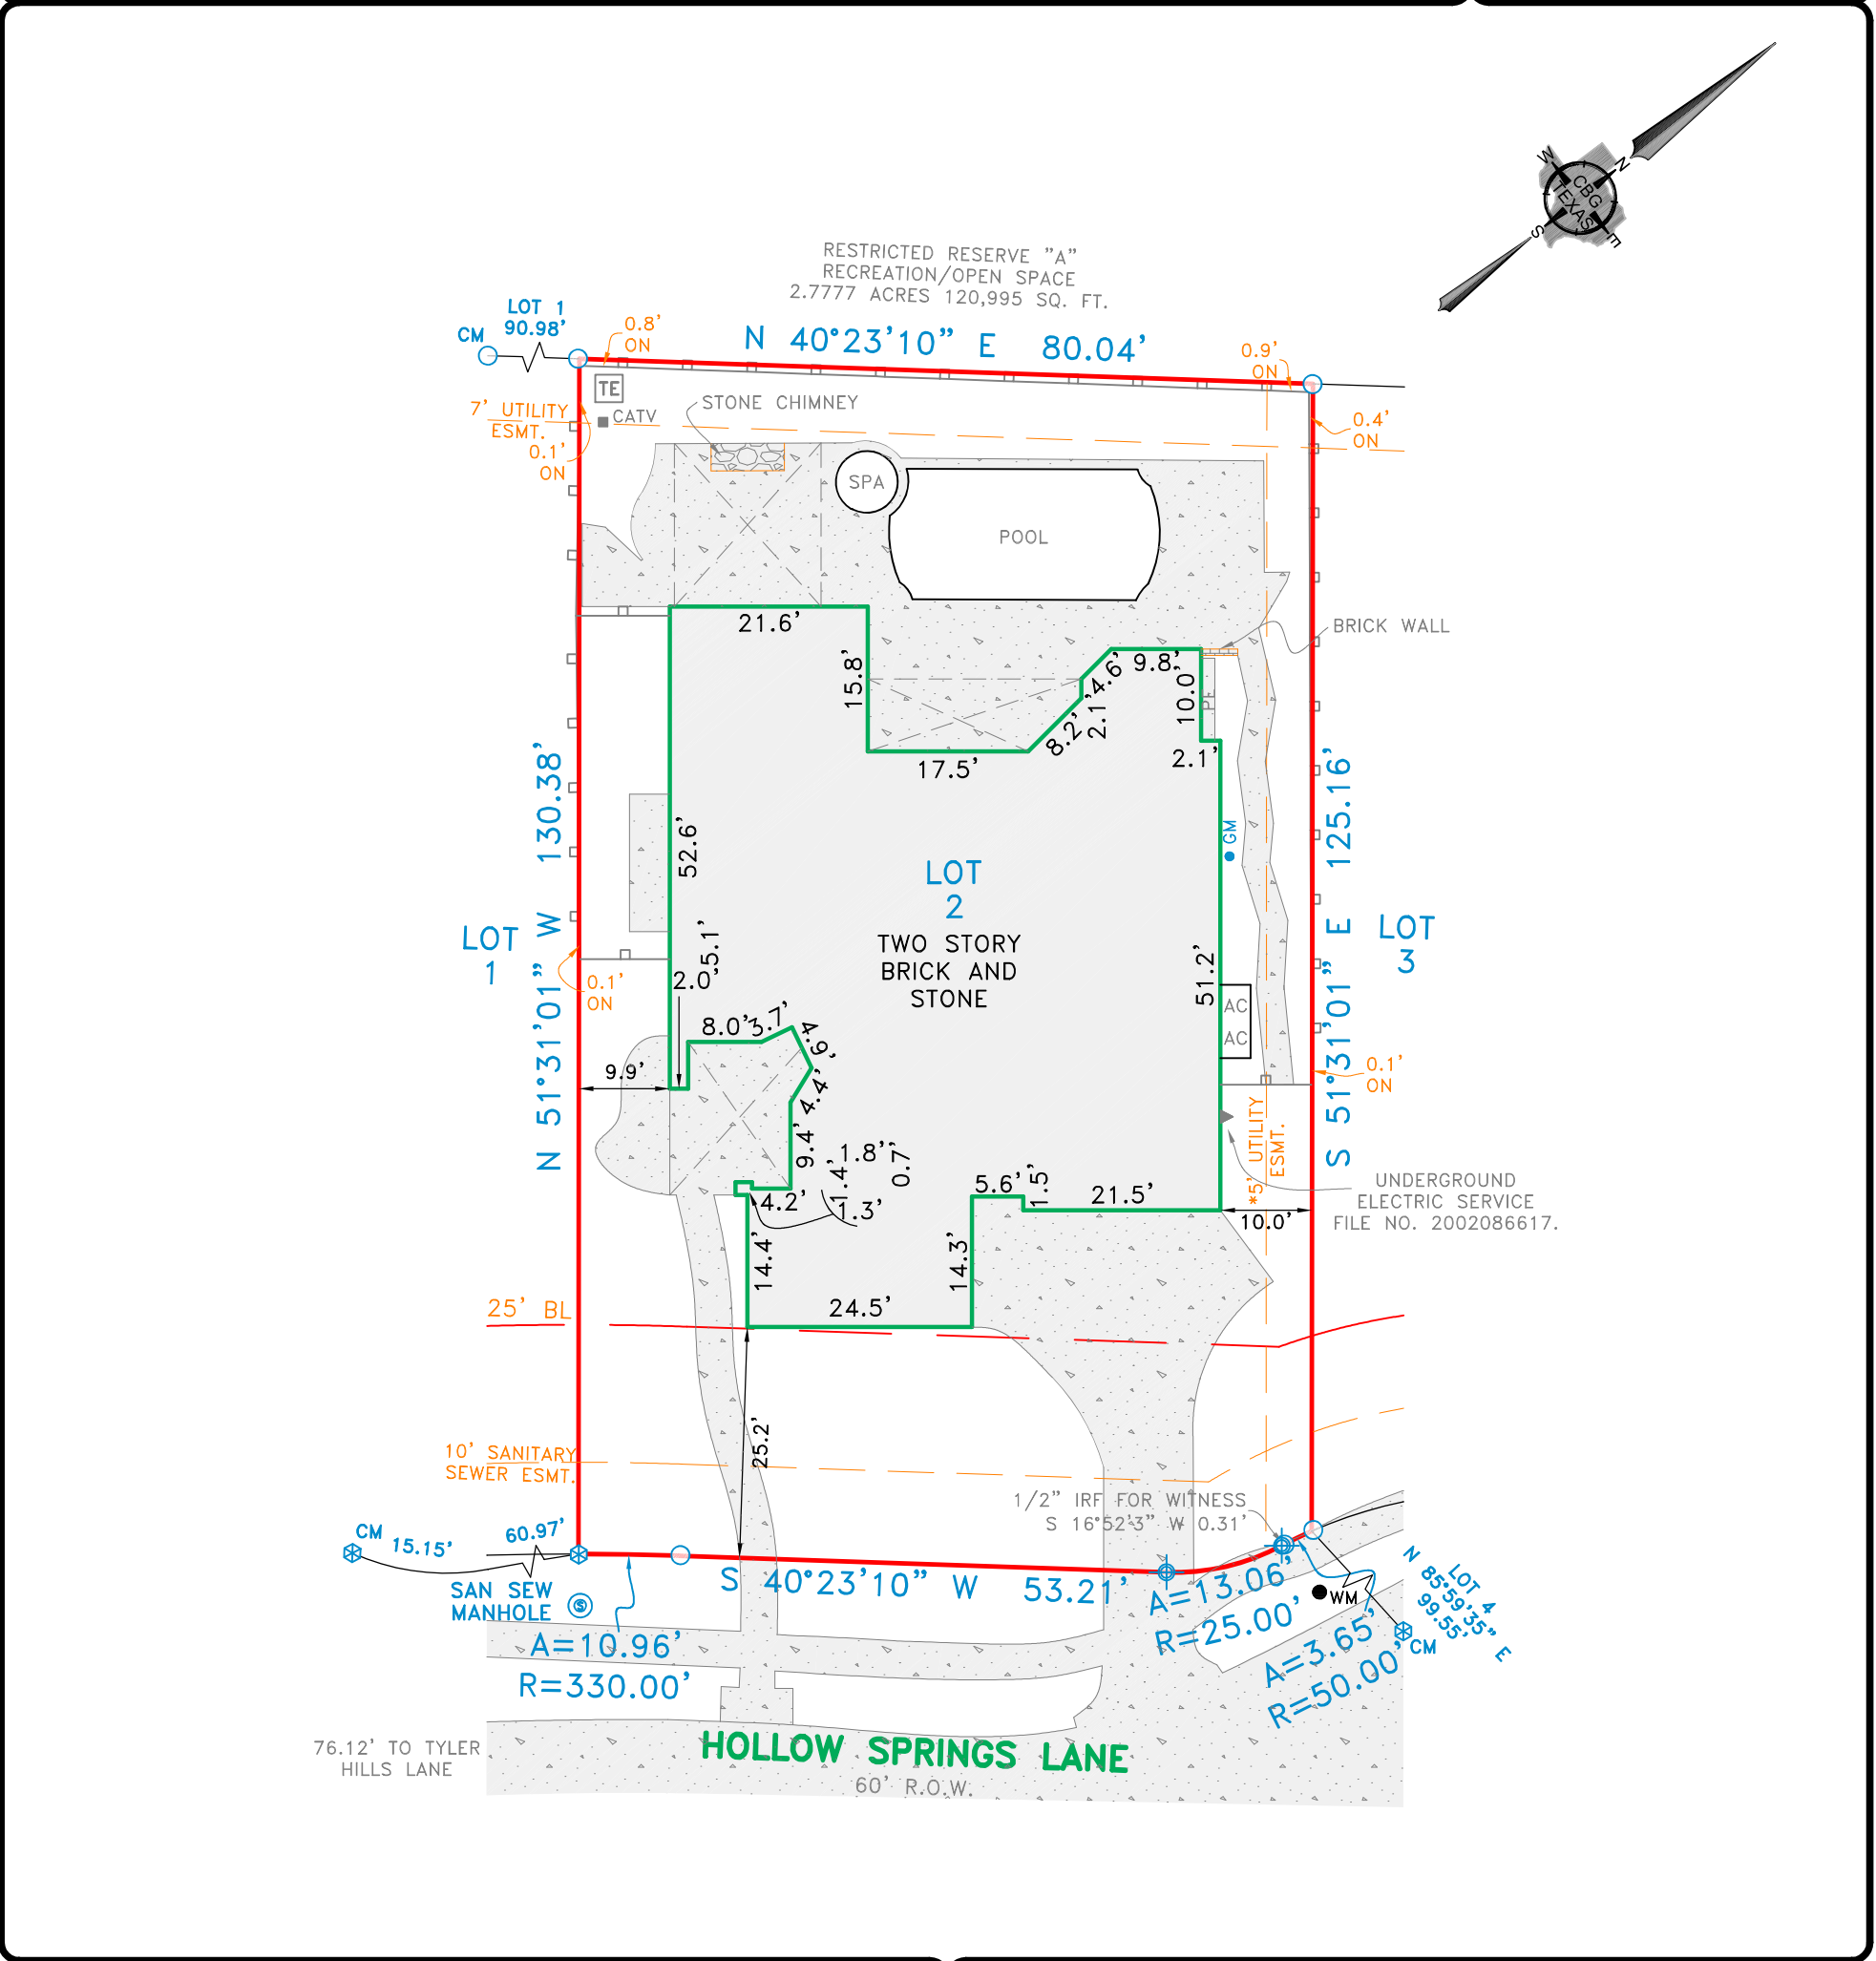 W
N
CBG
TEXAS
S
E
RESTRICTED RESERVE "A"
RECREATION/OPEN SPACE
2.7777 ACRES 120,995 SQ. FT.
LOT 1
90.98'
CM
0.8'
ON
N 40°23'10" E 80.04'
0.9'
ON
TE
CATV
STONE CHIMNEY
7' UTILITY
ESMT.
0.1'
ON
0.4'
ON
SPA
POOL
BRICK WALL
21.6'
15.8'
17.5'
8.2'
2.1'
4.6'
9.8'
10.0'
P.E.
2.1'
N 51°31'01" W 130.38'
S 51°31'01" E 125.16'
52.6'
GM
LOT
2
TWO STORY
BRICK AND
STONE
LOT
1
LOT
3
5.1'
2.0'
51.2'
AC
AC
0.1'
ON
8.0'
3.7'
4.9'
4.4'
9.9'
0.1'
ON
9.4'
1.8'
1.4'
0.7'
1.3'
4.2'
5.6'
1.5'
21.5'
*5' UTILITY
ESMT.
10.0'
UNDERGROUND
ELECTRIC SERVICE
FILE NO. 2002086617.
14.4'
14.3'
24.5'
25' BL
25.2'
10' SANITARY
SEWER ESMT.
1/2" IRF FOR WITNESS
S 16°52'3" W 0.31'
CM
15.15'
60.97'
SAN SEW
MANHOLE
S
S 40°23'10" W 53.21'
A=13.06'
R=25.00'
WM
LOT 4
N 85°59'35" E
99.55'
CM
A=10.96'
R=330.00'
A=3.65'
R=50.00'
HOLLOW SPRINGS LANE
60' R.O.W.
76.12' TO TYLER
HILLS LANE